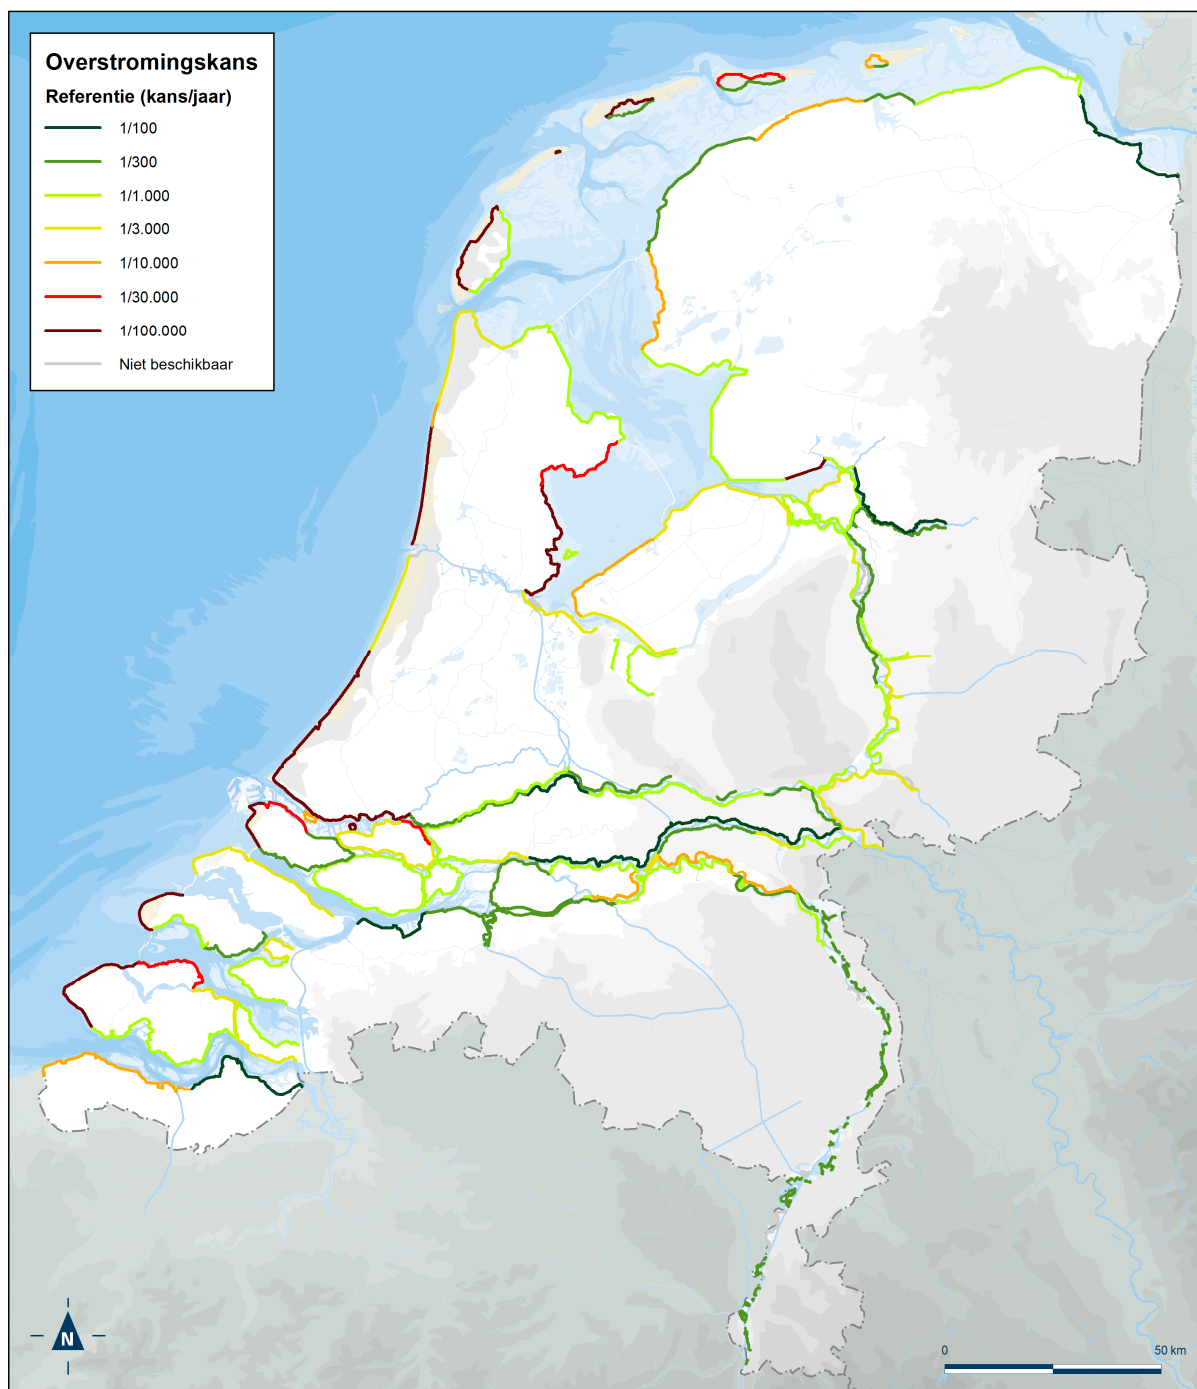 Overstromingskans
Referentie (kans/jaar)
1/100
1/300
1/1.000
1/3.000
1/10.000
1/30.000
1/100.000
Niet beschikbaar
N
0 50 km